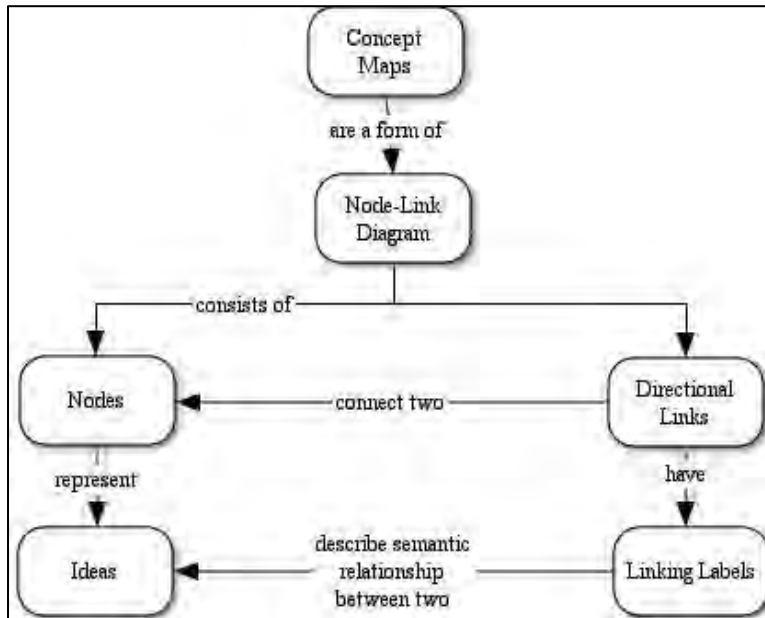 Concept
Maps
are a form of
Node-Link
Diagram
consists of
Nodes
connect two
Directional
Links
represent
have
Ideas
describe semantic
relationship
between two
Linking Labels